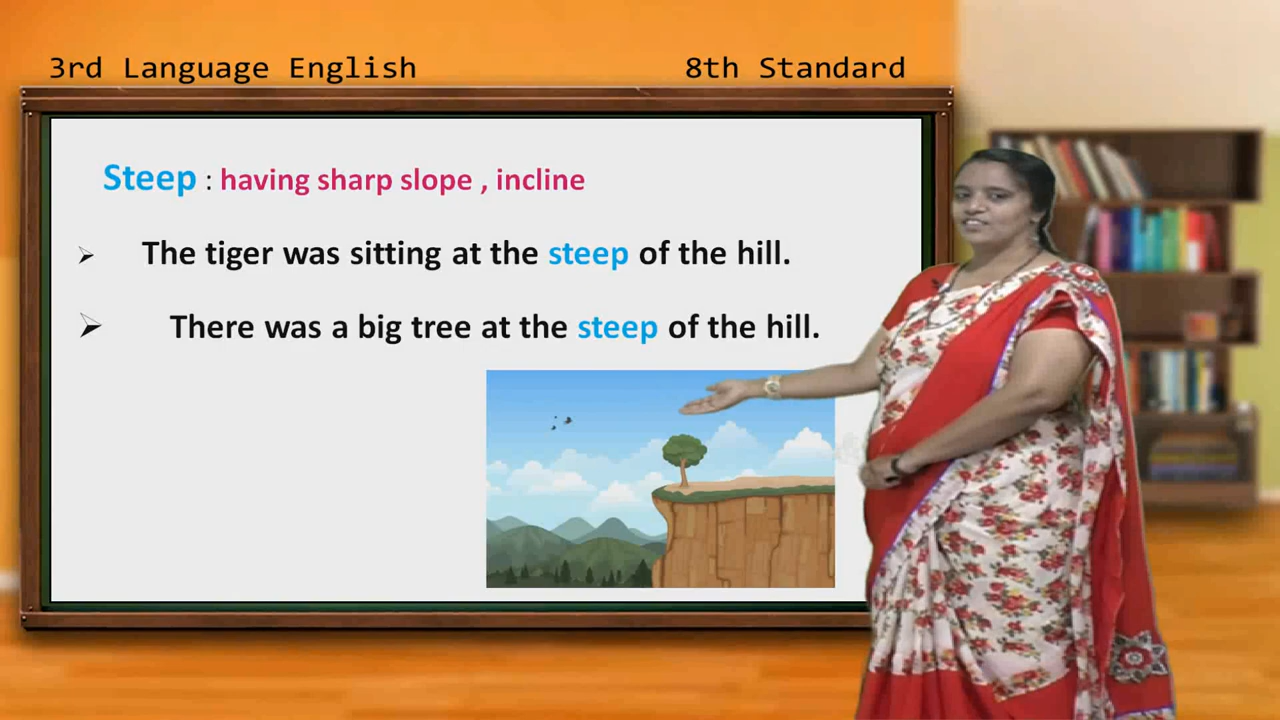 3rd Language English 8th Standard
Steep : having sharp slope , incline
➢ The tiger was sitting at the steep of the hill.
➢ There was a big tree at the steep of the hill.